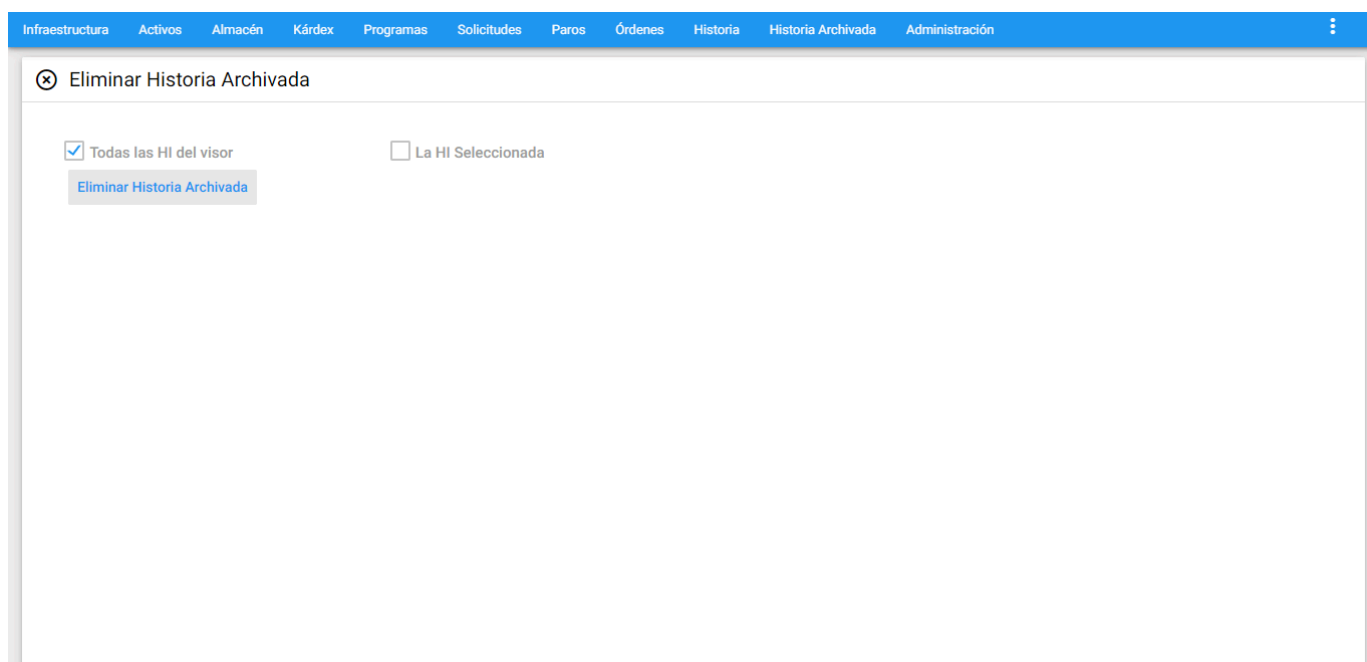 Infraestructura Activos Almacén Kárdex Programas Solicitudes Paros Órdenes Historia Historia Archivada Administración
Eliminar Historia Archivada
Todas las HI del visor La HI Seleccionada
Eliminar Historia Archivada